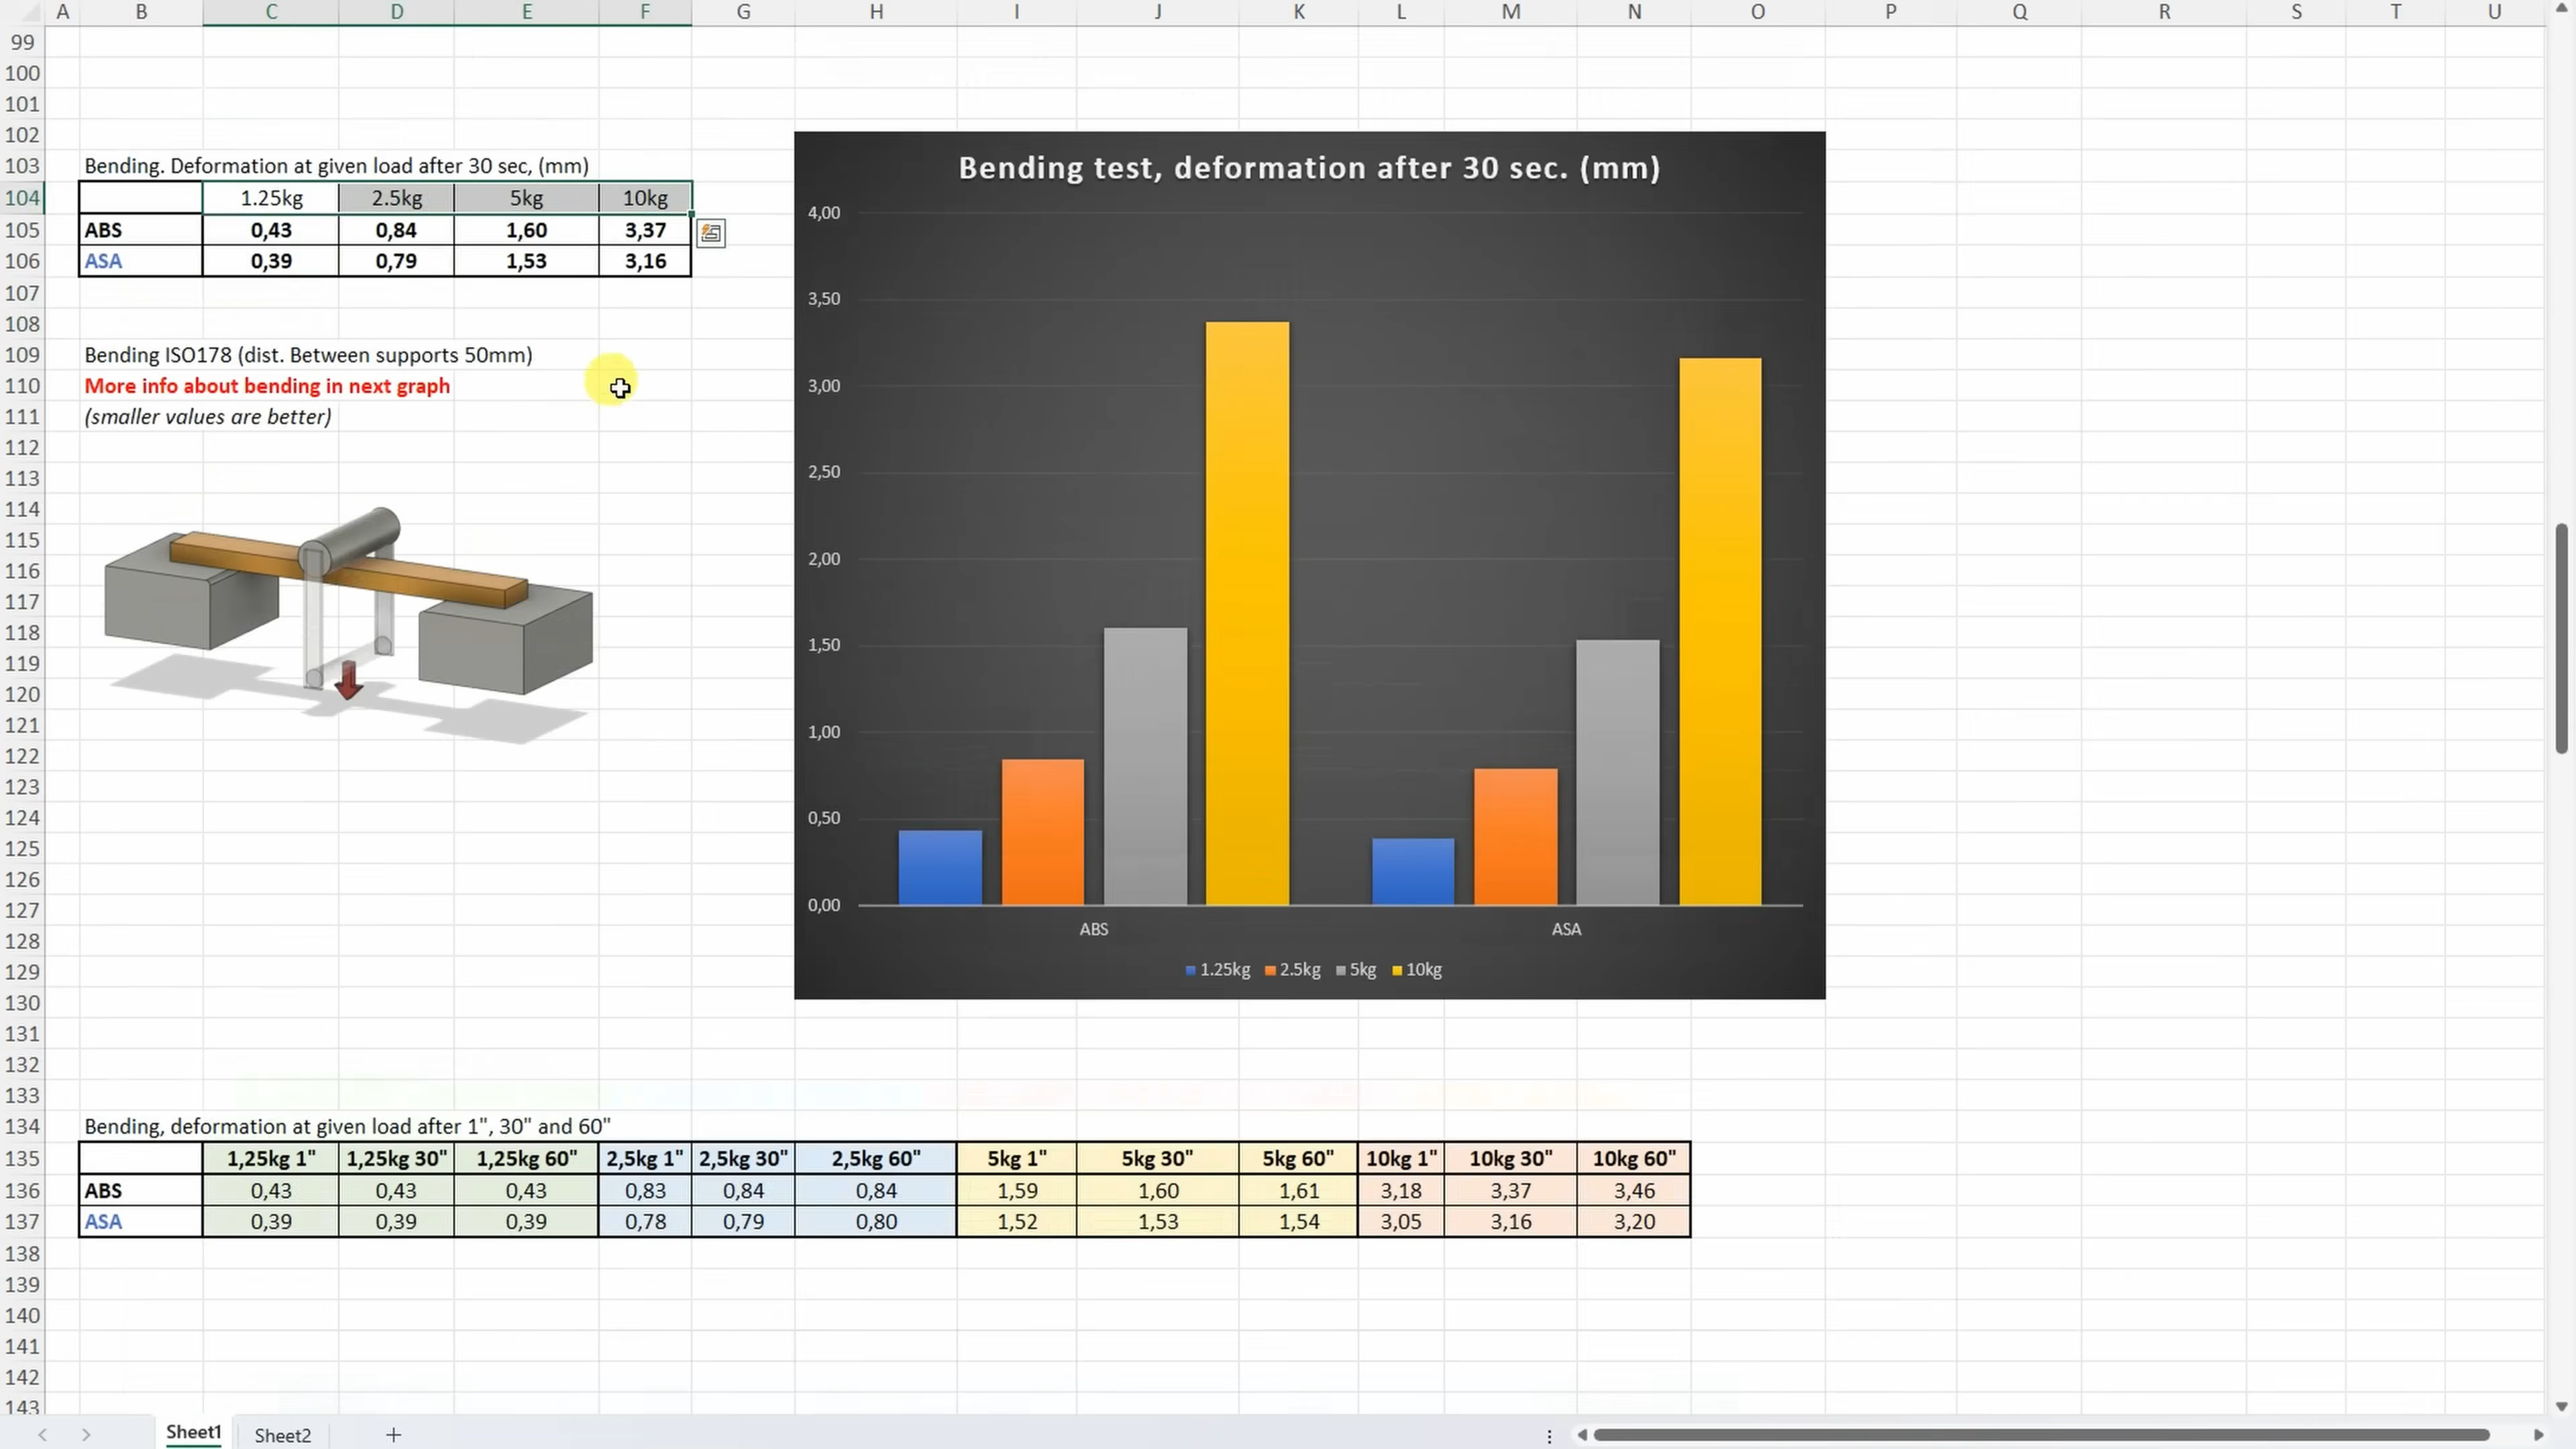 A B C D E F G H I J K L M N O P Q R S T U
99
100
101
102
103 Bending. Deformation at given load after 30 sec, (mm)
104 1.25kg 2.5kg 5kg 10kg
105 ABS 0,43 0,84 1,60 3,37
106 ASA 0,39 0,79 1,53 3,16
107
108
109 Bending ISO178 (dist. Between supports 50mm)
110 More info about bending in next graph
111 (smaller values are better)
112
113
114
115
116
117
118
119
120
121
122
123
124
125
126
127
128
129
130
131
132
133
Bending test, deformation after 30 sec. (mm)
4,00
3,50
3,00
2,50
2,00
1,50
1,00
0,50
0,00
ABS ASA
1.25kg 2.5kg 5kg 10kg
134 Bending, deformation at given load after 1", 30" and 60"
135 1,25kg 1" 1,25kg 30" 1,25kg 60" 2,5kg 1" 2,5kg 30" 2,5kg 60" 5kg 1" 5kg 30" 5kg 60" 10kg 1" 10kg 30" 10kg 60"
136 ABS 0,43 0,43 0,43 0,83 0,84 0,84 1,59 1,60 1,61 3,18 3,37 3,46
137 ASA 0,39 0,39 0,39 0,78 0,79 0,80 1,52 1,53 1,54 3,05 3,16 3,20
138
139
140
141
142
143
Sheet1 Sheet2 +